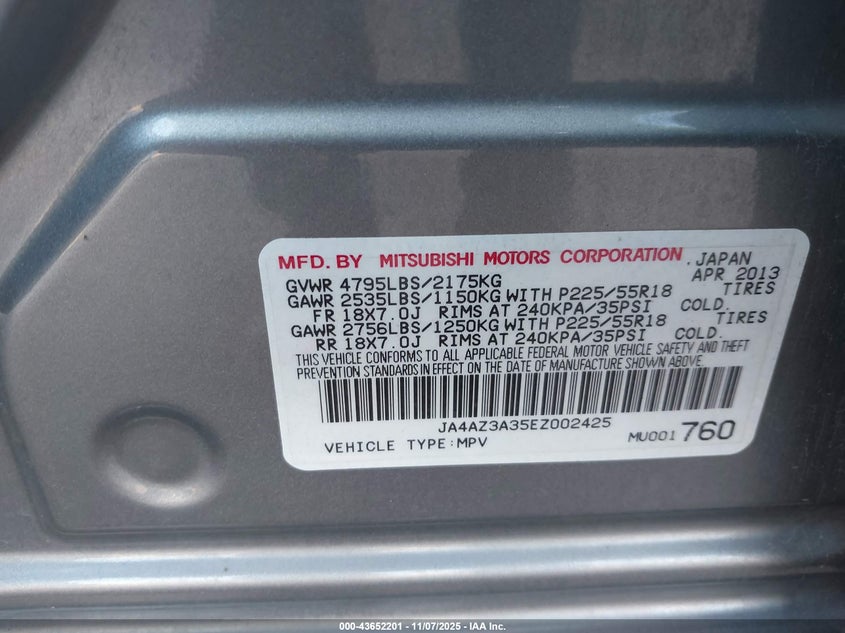 MFD. BY MITSUBISHI MOTORS CORPORATION . JAPAN
GVWR 4795LBS/2175KG APR 2013
GAWR 2535LBS/1150KG WITH P225/55R18 TIRES
FR 18X7.0J RIMS AT 240KPA/35PSI COLD.
GAWR 2756LBS/1250KG WITH P225/55R18 TIRES
RR 18X7.0J RIMS AT 240KPA/35PSI COLD.
THIS VEHICLE CONFORMS TO ALL APPLICABLE FEDERAL MOTOR VEHICLE SAFETY AND THEFT
PREVENTION STANDARDS IN EFFECT ON THE DATE OF MANUFACTURE SHOWN ABOVE.
JA4AZ3A35EZ002425
VEHICLE TYPE:MPV MU001 760
000-43652201 - 11/07/2025 - IAA Inc.